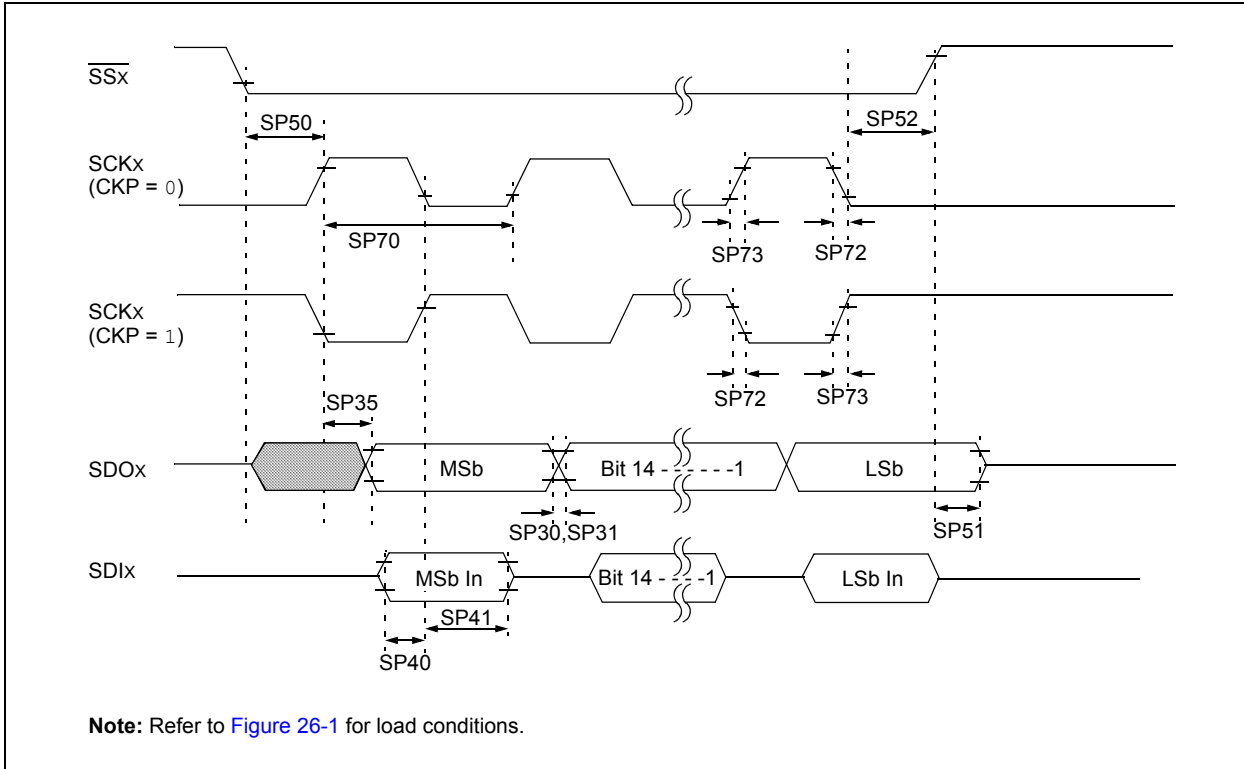 SSx
SP50
SP52
SCKx
(CKP = 0)
SP70
SP73
SP72
SCKx
(CKP = 1)
SP72
SP73
SP35
SDOx
MSb
Bit 14 - - - - - -1
LSb
SP30,SP31
SP51
SDIx
MSb In
Bit 14 - - - -1
LSb In
SP41
SP40
Note: Refer to Figure 26-1 for load conditions.